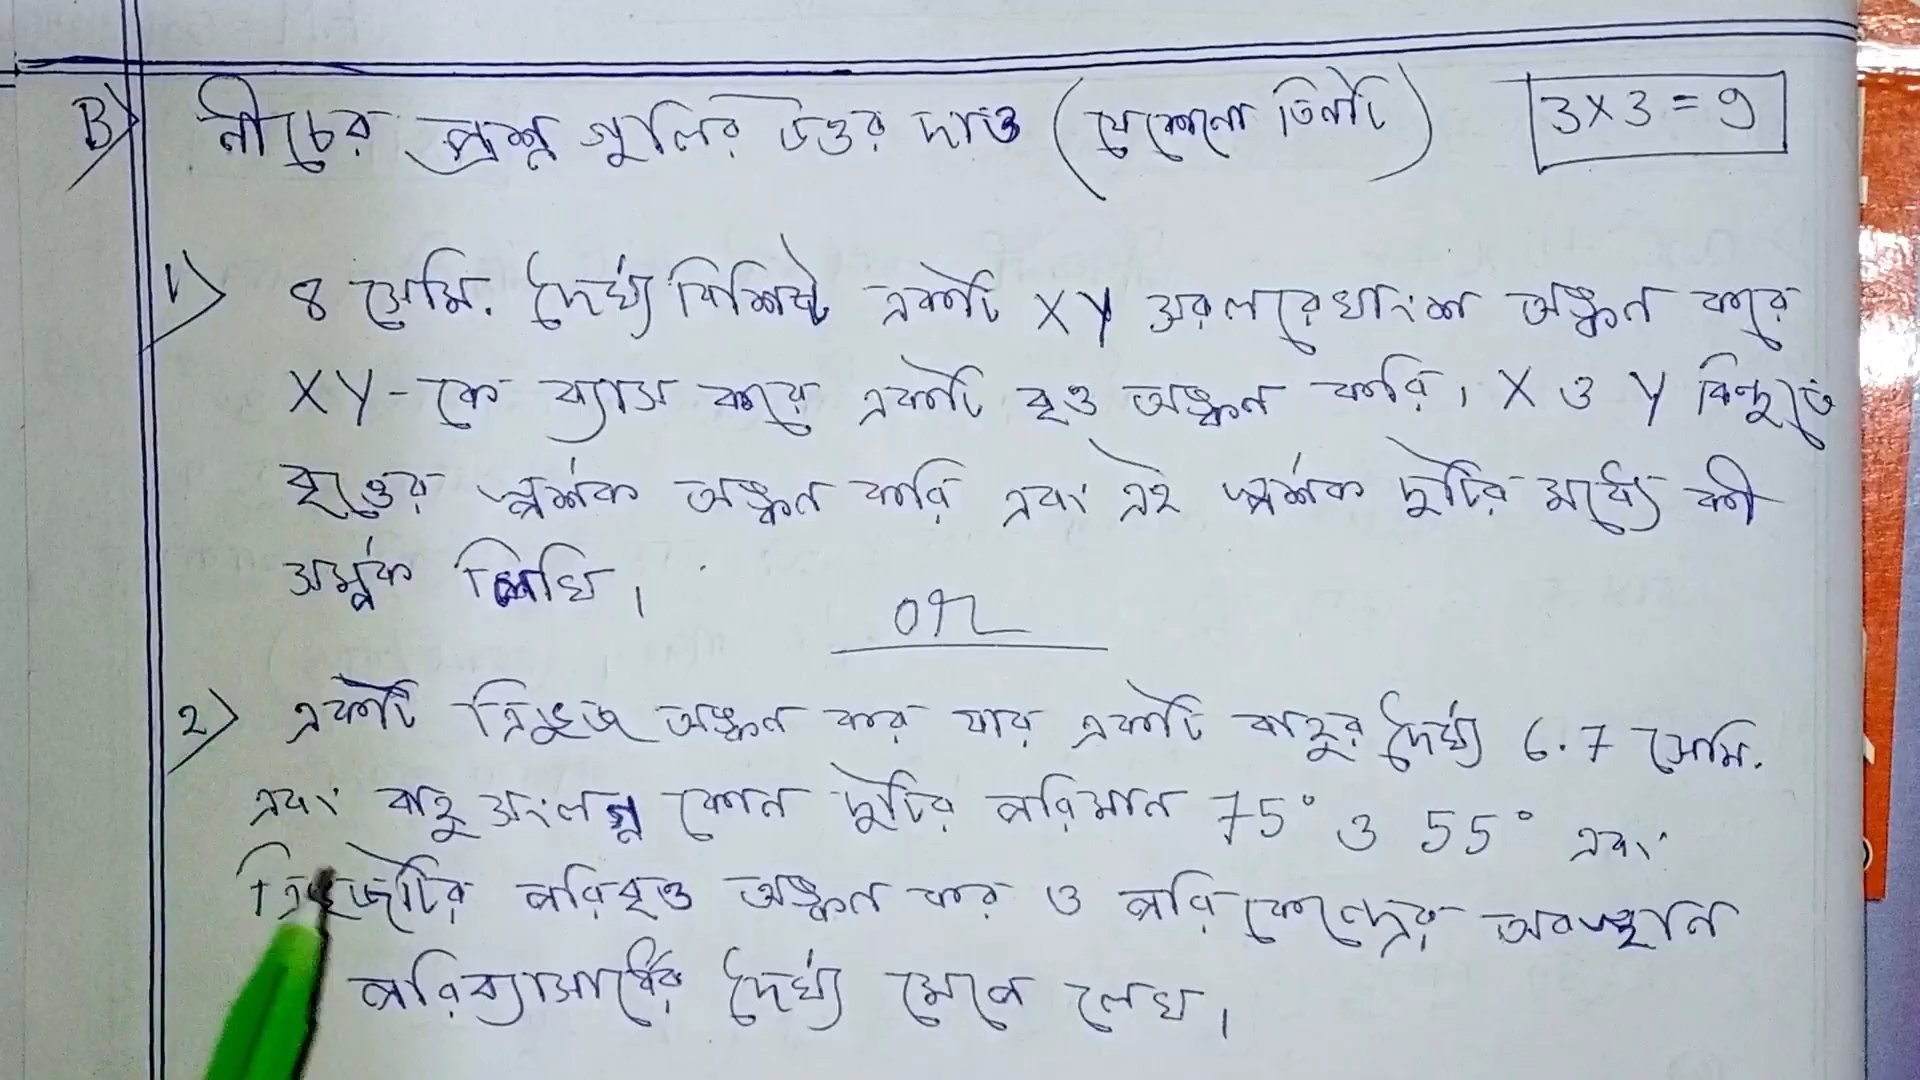 B) নীচের প্রশ্ন গুলির উত্তর দাও (যেকোনো তিনটি) 3×3=9
1) 8 সেমি. দৈর্ঘ্য বিশিষ্ট একটি XY সরলরেখাংশ অঙ্কন করে
XY-কে ব্যাস করে একটি বৃত্ত অঙ্কন করি। X ও Y বিন্দুতে
বৃত্তের স্পর্শক অঙ্কন করি এবং এই স্পর্শক দুটির মধ্যে কী
সম্পর্ক লিখি।
OR
2) একটি ত্রিভুজ অঙ্কন কর যার একটি বাহুর দৈর্ঘ্য 6.7 সেমি.
এবং বাহু সংলগ্ন কোন দুটির পরিমান 75° ও 55° এবং
ত্রিভুজটির পরিবৃত্ত অঙ্কন কর ও পরিকেন্দ্রের অবস্থান
পরিব্যাসার্ধের দৈর্ঘ্য মেপে লেখ।